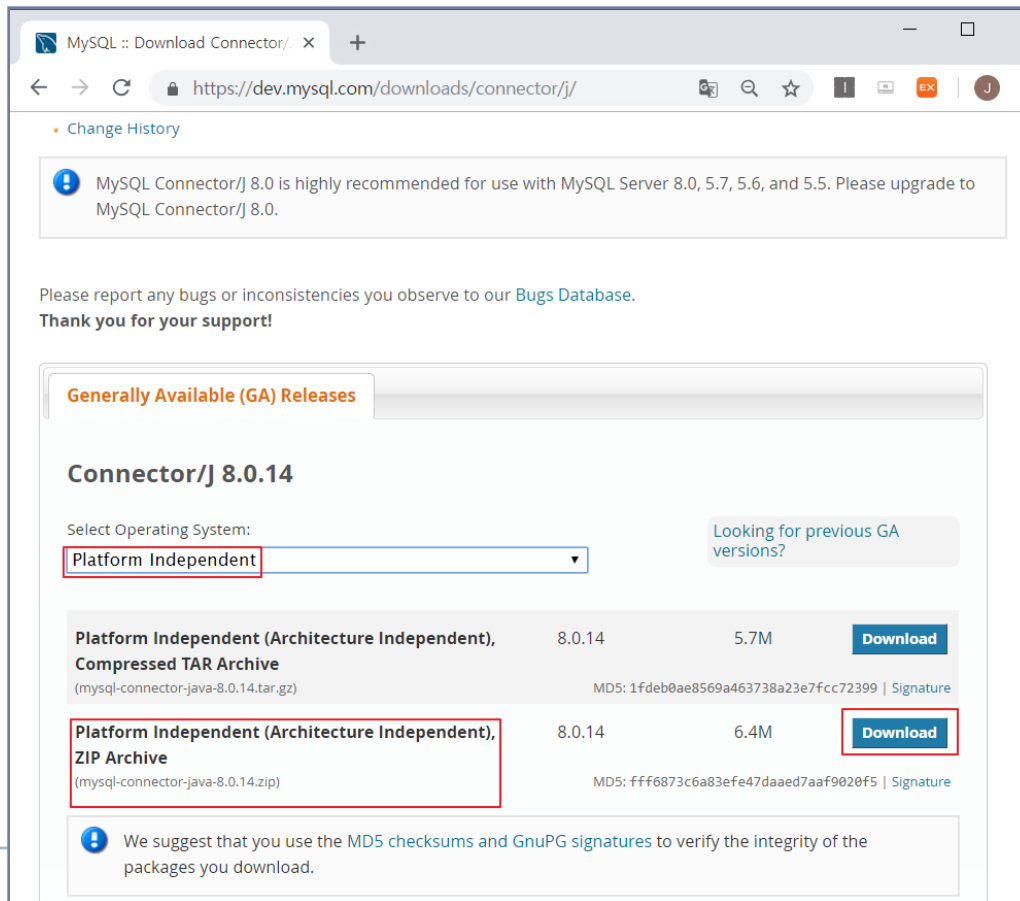 MySQL :: Download Connector/
https://dev.mysql.com/downloads/connector/j/
EX
J
Change History
MySQL Connector/J 8.0 is highly recommended for use with MySQL Server 8.0, 5.7, 5.6, and 5.5. Please upgrade to
MySQL Connector/J 8.0.
Please report any bugs or inconsistencies you observe to our Bugs Database.
Thank you for your support!
Generally Available (GA) Releases
Connector/J 8.0.14
Select Operating System:
Looking for previous GA
versions?
Platform Independent
Platform Independent (Architecture Independent), 8.0.14 5.7M Download
Compressed TAR Archive
(mysql-connector-java-8.0.14.tar.gz) MD5: 1fdeb0ae8569a463738a23e7fcc72399 | Signature
Platform Independent (Architecture Independent), 8.0.14 6.4M Download
ZIP Archive
(mysql-connector-java-8.0.14.zip) MD5: fff6873c6a83efe47daaed7aaf9020f5 | Signature
We suggest that you use the MD5 checksums and GnuPG signatures to verify the integrity of the
packages you download.